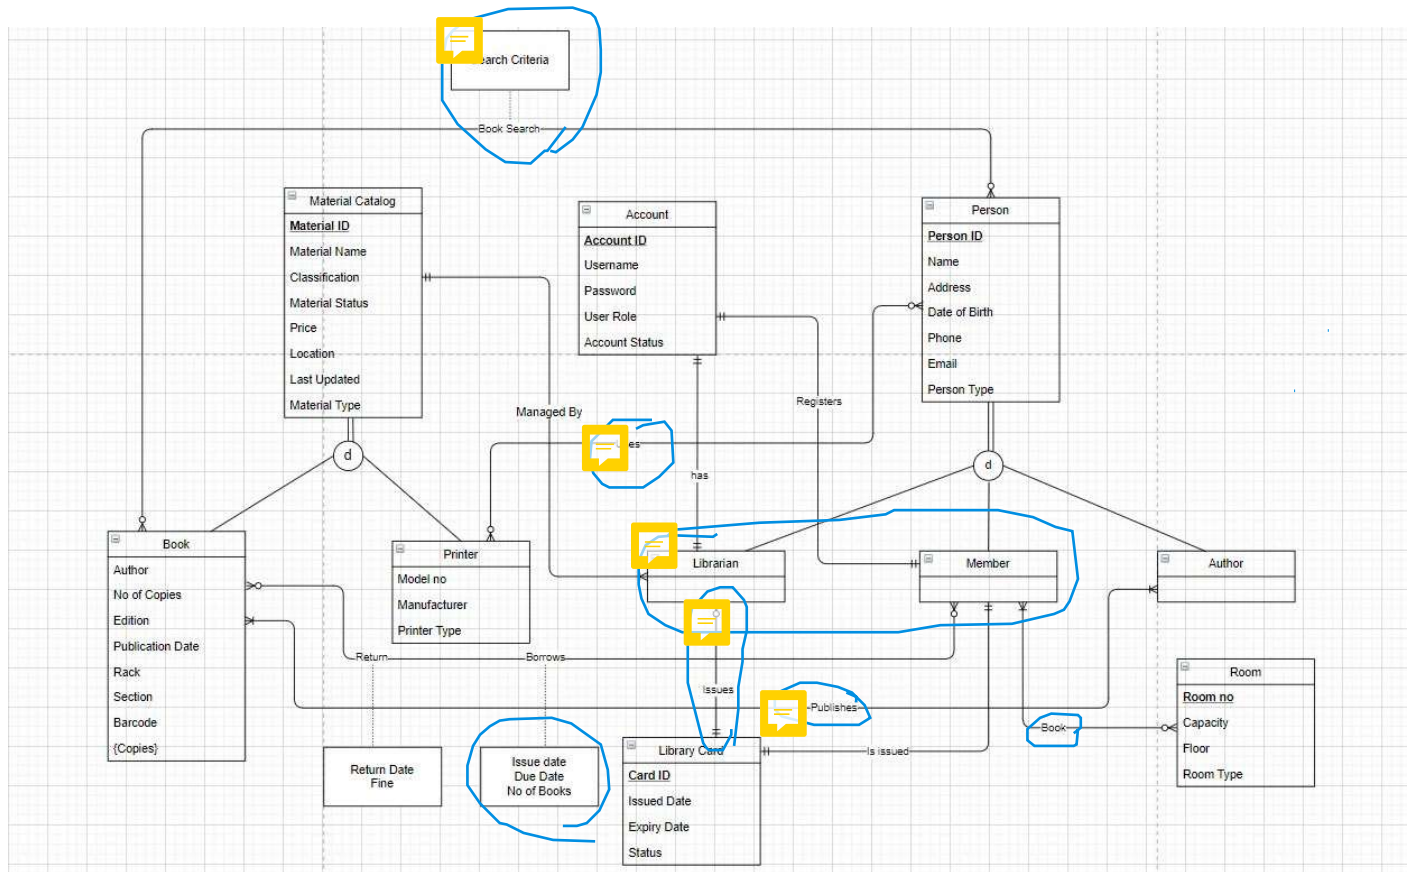 Search Criteria
Book Search
Material Catalog
Material ID
Material Name
Classification
Material Status
Price
Location
Last Updated
Material Type
Account
Account ID
Username
Password
User Role
Account Status
Person
Person ID
Name
Address
Date of Birth
Phone
Email
Person Type
Managed By
Registers
has
d
d
Book
Author
No of Copies
Edition
Publication Date
Rack
Section
Barcode
{Copies}
Printer
Model no
Manufacturer
Printer Type
Librarian
Member
Author
Return
Borrows
Issues
Publishes
Book
Is issued
Return Date
Fine
Issue date
Due Date
No of Books
Library Card
Card ID
Issued Date
Expiry Date
Status
Room
Room no
Capacity
Floor
Room Type